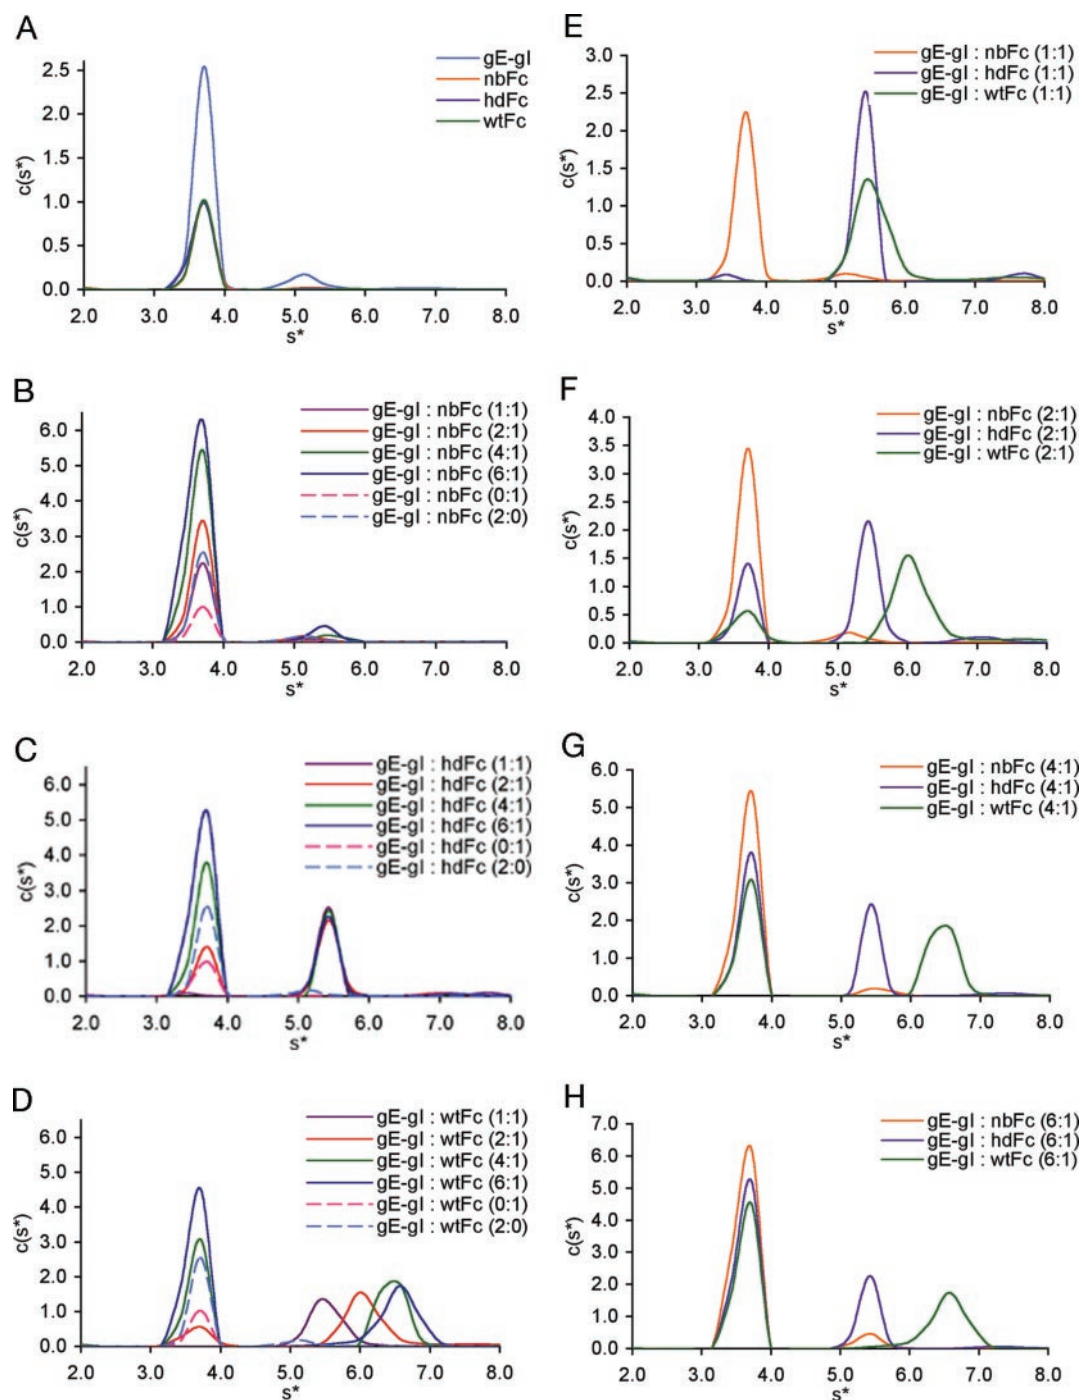 A
gE-gI
nbFc
hdFc
wtFc
2.5
2.0
1.5
1.0
0.5
0.0
c(s*)
2.0 3.0 4.0 5.0 6.0 7.0 8.0
s*
B
gE-gI : nbFc (1:1)
gE-gI : nbFc (2:1)
gE-gI : nbFc (4:1)
gE-gI : nbFc (6:1)
gE-gI : nbFc (0:1)
gE-gI : nbFc (2:0)
6.0
5.0
4.0
3.0
2.0
1.0
0.0
c(s*)
2.0 3.0 4.0 5.0 6.0 7.0 8.0
s*
C
gE-gI : hdFc (1:1)
gE-gI : hdFc (2:1)
gE-gI : hdFc (4:1)
gE-gI : hdFc (6:1)
gE-gI : hdFc (0:1)
gE-gI : hdFc (2:0)
6.0
5.0
4.0
3.0
2.0
1.0
0.0
c(s*)
2.0 3.0 4.0 5.0 6.0 7.0 8.0
s*
D
gE-gI : wtFc (1:1)
gE-gI : wtFc (2:1)
gE-gI : wtFc (4:1)
gE-gI : wtFc (6:1)
gE-gI : wtFc (0:1)
gE-gI : wtFc (2:0)
6.0
5.0
4.0
3.0
2.0
1.0
0.0
c(s*)
2.0 3.0 4.0 5.0 6.0 7.0 8.0
s*
E
gE-gI : nbFc (1:1)
gE-gI : hdFc (1:1)
gE-gI : wtFc (1:1)
3.0
2.5
2.0
1.5
1.0
0.5
0.0
c(s*)
2.0 3.0 4.0 5.0 6.0 7.0 8.0
s*
F
gE-gI : nbFc (2:1)
gE-gI : hdFc (2:1)
gE-gI : wtFc (2:1)
4.0
3.5
3.0
2.5
2.0
1.5
1.0
0.5
0.0
c(s*)
2.0 3.0 4.0 5.0 6.0 7.0 8.0
s*
G
gE-gI : nbFc (4:1)
gE-gI : hdFc (4:1)
gE-gI : wtFc (4:1)
6.0
5.0
4.0
3.0
2.0
1.0
0.0
c(s*)
2.0 3.0 4.0 5.0 6.0 7.0 8.0
s*
H
gE-gI : nbFc (6:1)
gE-gI : hdFc (6:1)
gE-gI : wtFc (6:1)
7.0
6.0
5.0
4.0
3.0
2.0
1.0
0.0
c(s*)
2.0 3.0 4.0 5.0 6.0 7.0 8.0
s*